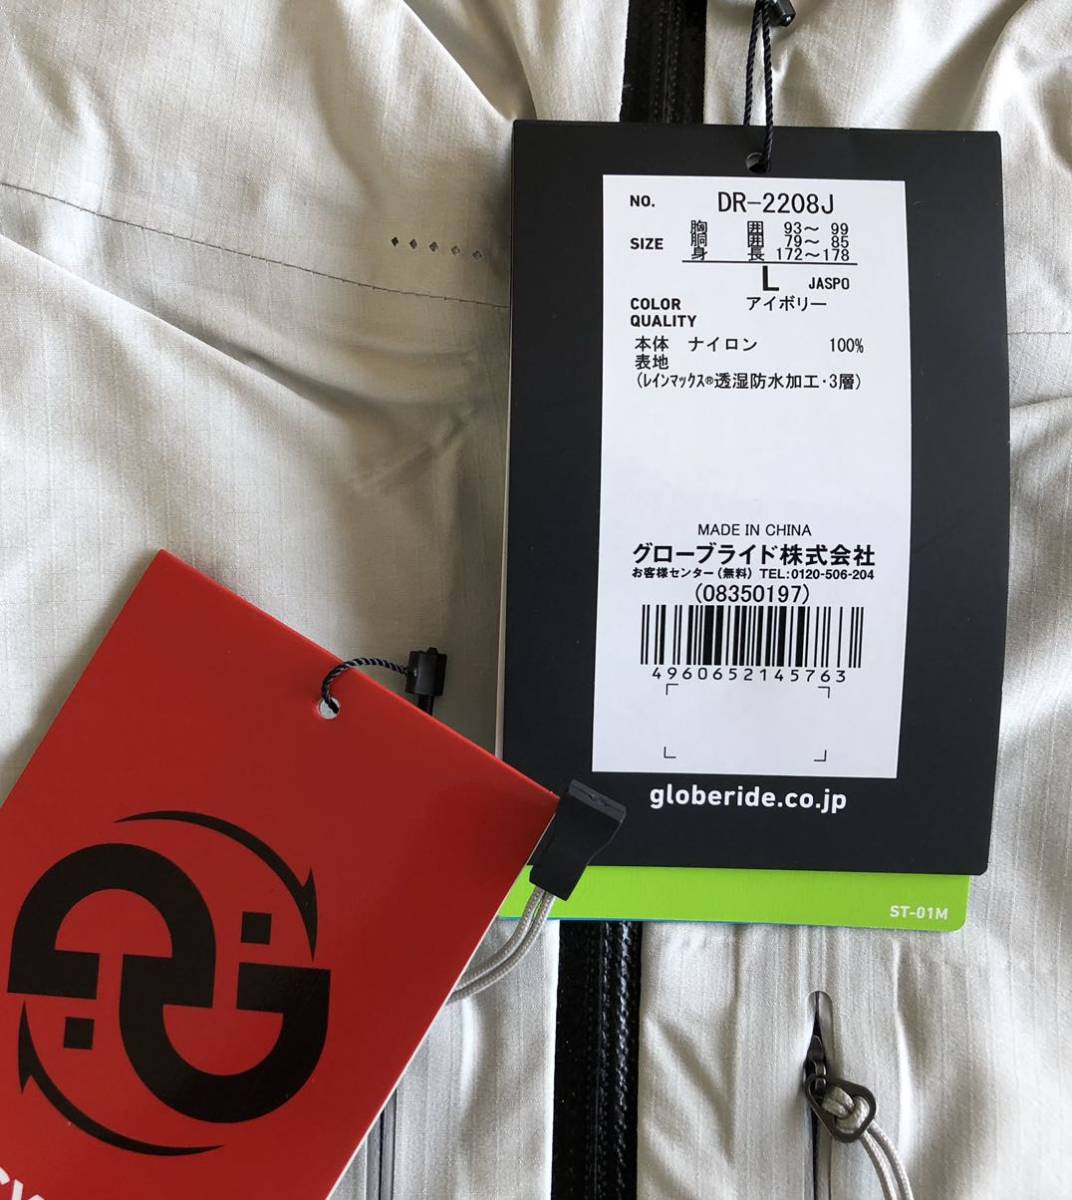 NO. DR-2208J
SIZE
胸 囲 93～ 99
胴 囲 79～ 85
身 長 172～178
L JASPO
COLOR アイボリー
QUALITY
本体 ナイロン 100%
表地
(レインマックス®透湿防水加工・3層)
MADE IN CHINA
グローブライド株式会社
お客様センター(無料) TEL:0120-506-204
(08350197)
4960652145763
globeride.co.jp
ST-01M